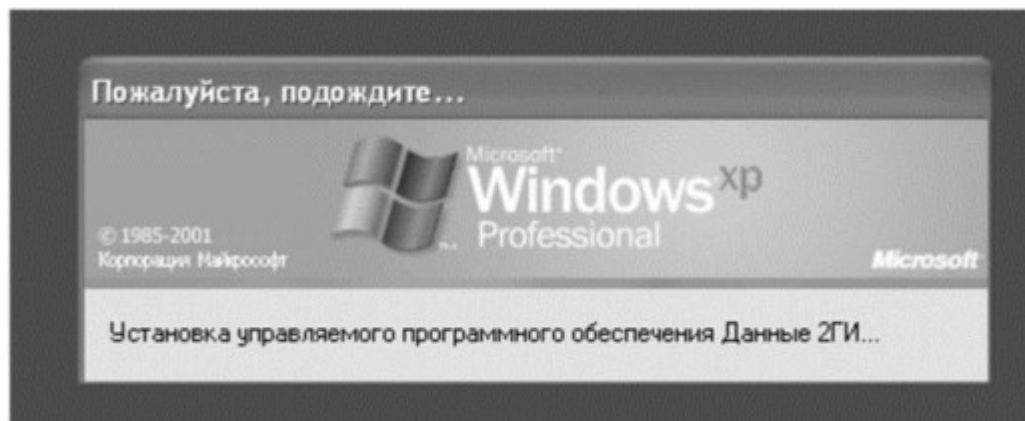 Пожалуйста, подождите...
Microsoft
Windows xp
Professional
© 1985-2001
Корпорация Майкрософт
Microsoft
Установка управляемого программного обеспечения Данные 2ГИ...